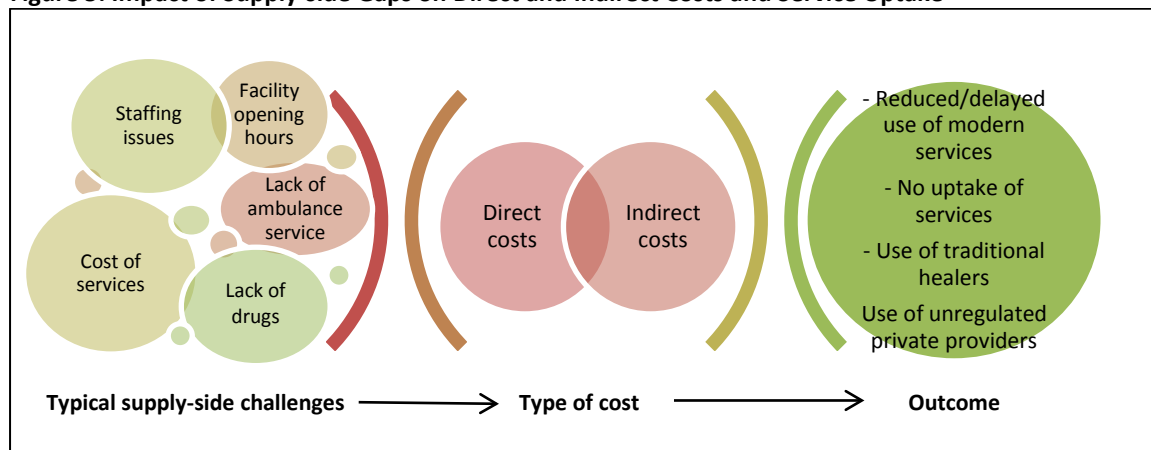 Staffing
issues
Facility
opening
hours
Lack of
ambulance
service
Cost of
services
Lack of
drugs
Direct
costs
Indirect
costs
- Reduced/delayed
use of modern
services
- No uptake of
services
- Use of traditional
healers
Use of unregulated
private providers
Typical supply-side challenges
Type of cost
Outcome